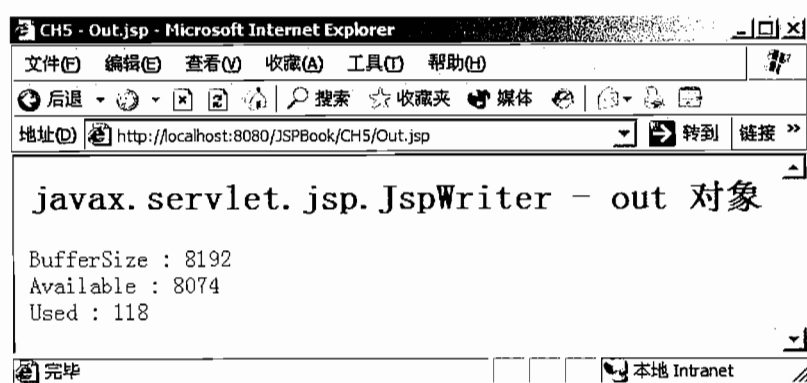 CH5 - Out.jsp - Microsoft Internet Explorer
文件(F) 编辑(E) 查看(V) 收藏(A) 工具(T) 帮助(H)
后退 搜索 收藏夹 媒体
地址(D) http://localhost:8080/JSPBook/CH5/Out.jsp 转到 链接 »
javax.servlet.jsp.JspWriter - out 对象
BufferSize : 8192
Available : 8074
Used : 118
完毕 本地 Intranet